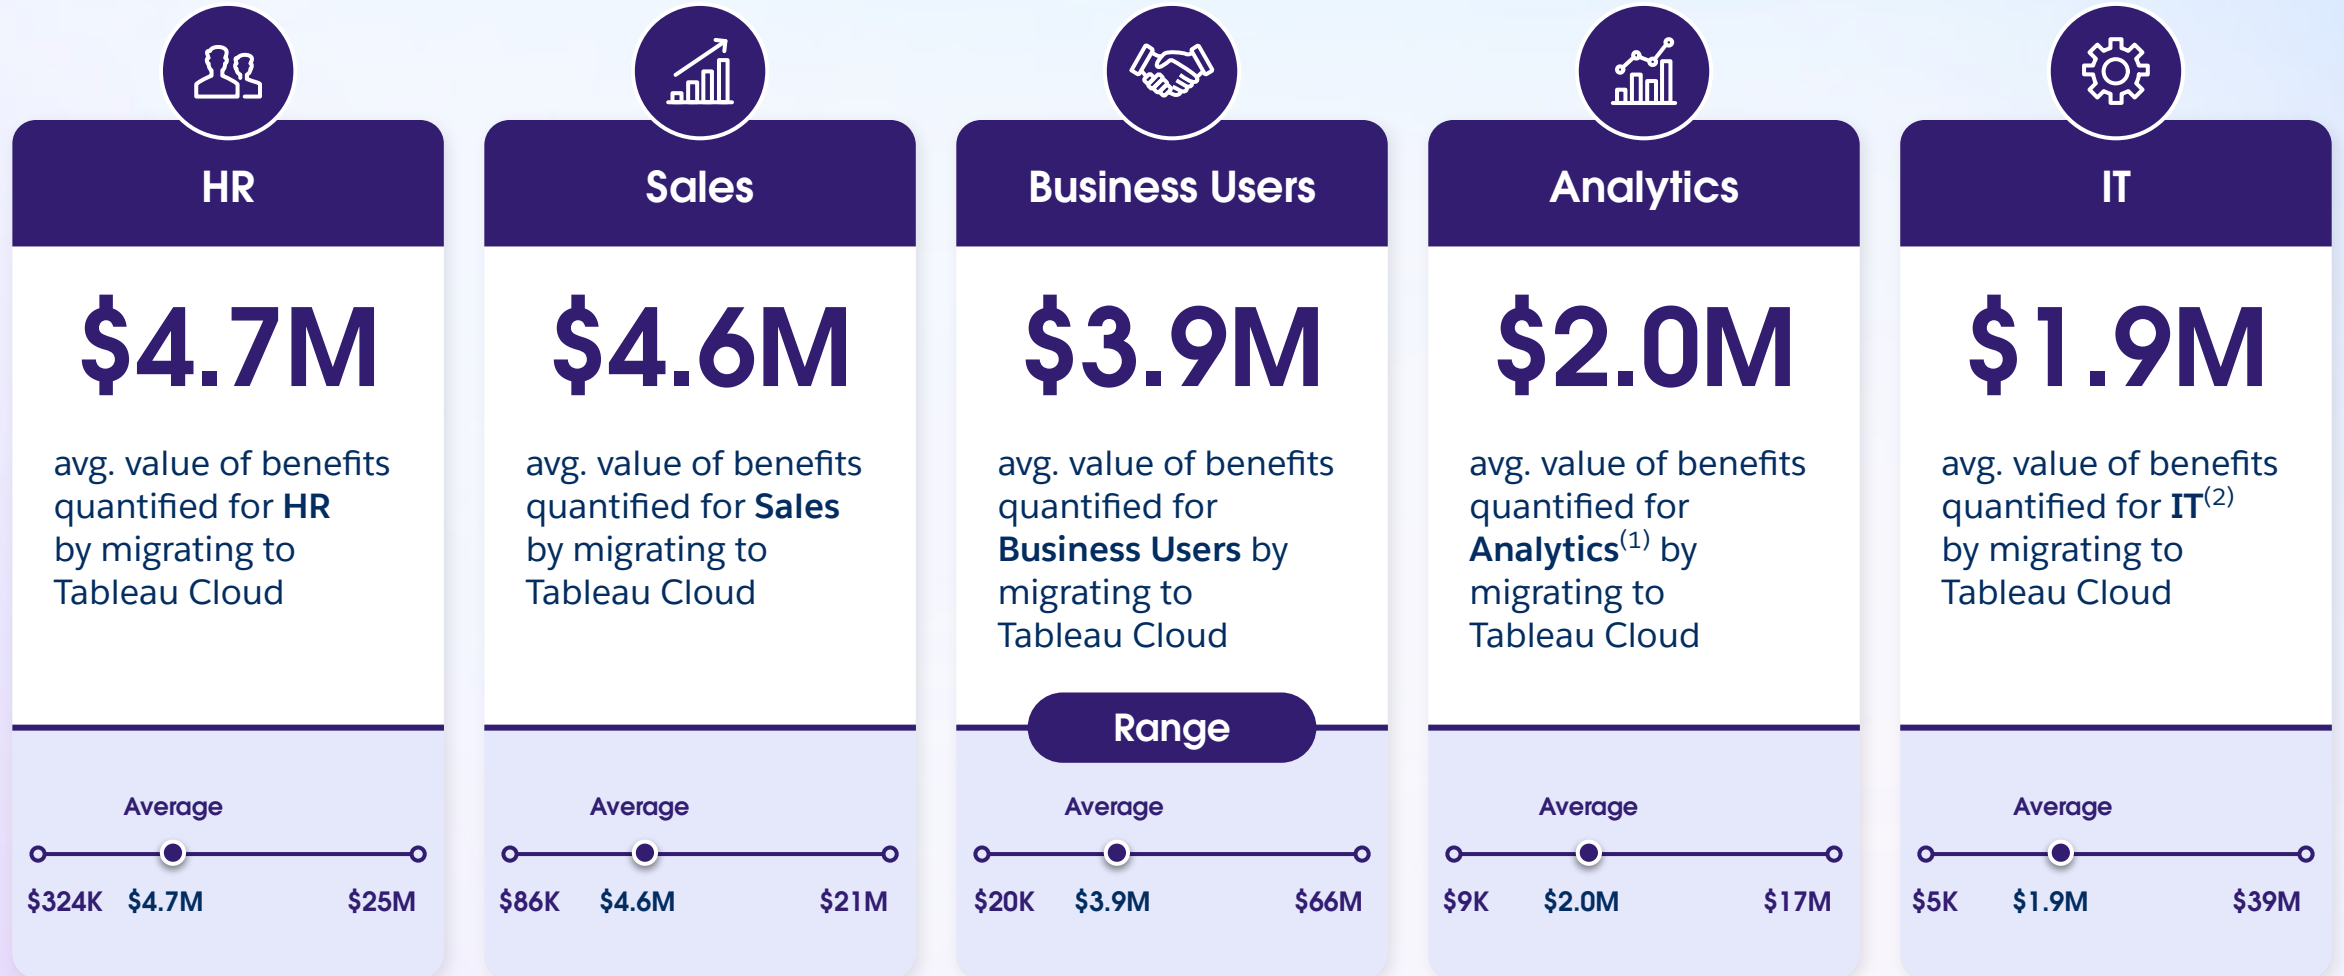 HR
$4.7M
avg. value of benefits
quantified for HR
by migrating to
Tableau Cloud
Average
$324K $4.7M $25M
Sales
$4.6M
avg. value of benefits
quantified for Sales
by migrating to
Tableau Cloud
Average
$86K $4.6M $21M
Business Users
$3.9M
avg. value of benefits
quantified for
Business Users by
migrating to
Tableau Cloud
Range
Average
$20K $3.9M $66M
Analytics
$2.0M
avg. value of benefits
quantified for
Analytics(1) by
migrating to
Tableau Cloud
Average
$9K $2.0M $17M
IT
$1.9M
avg. value of benefits
quantified for IT(2)
by migrating to
Tableau Cloud
Average
$5K $1.9M $39M